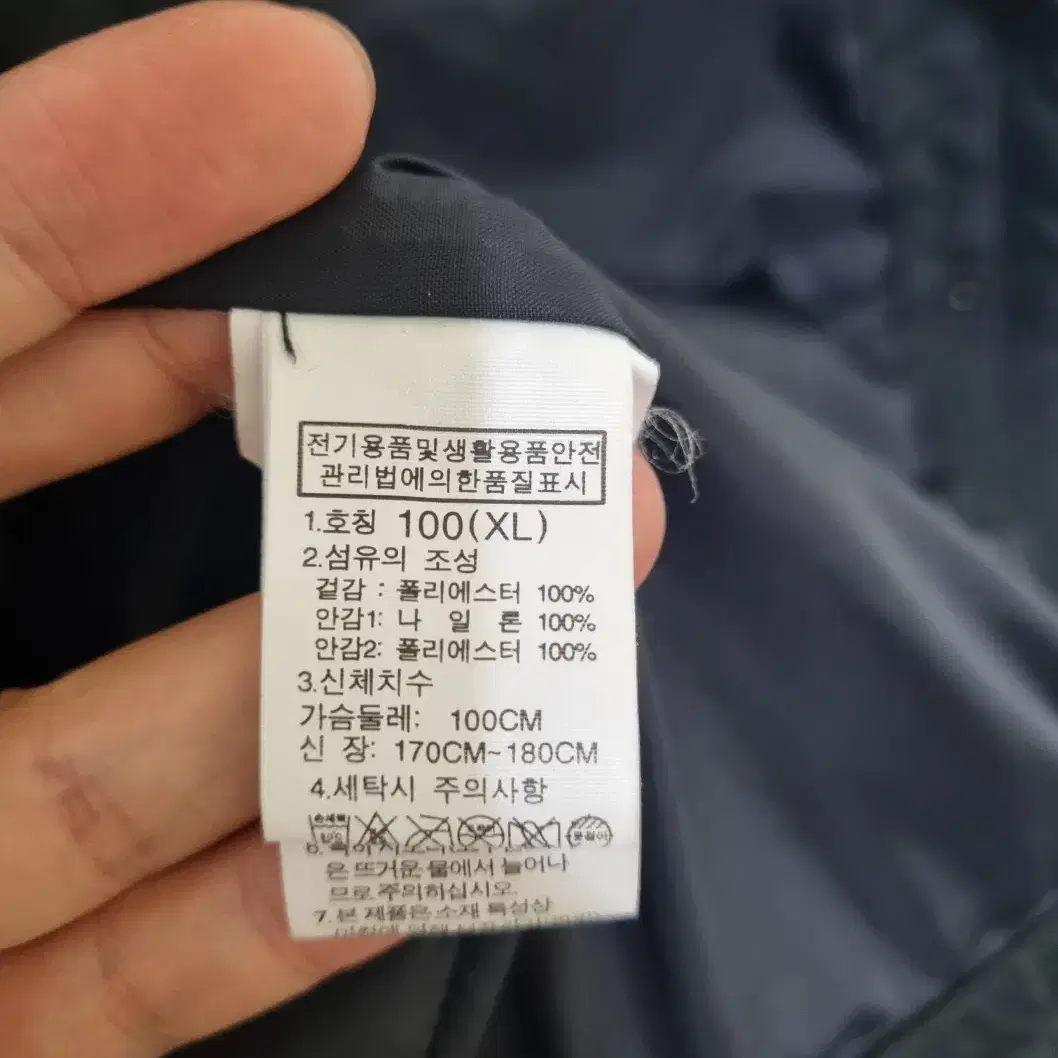 전기용품및생활용품안전
관리법에의한품질표시
1.호칭 100(XL)
2.섬유의 조성
겉감 : 폴리에스터 100%
안감1: 나 일 론 100%
안감2: 폴리에스터 100%
3.신체치수
가슴둘레: 100CM
신 장: 170CM~180CM
4.세탁시 주의사항
은 뜨거운 물에서 늘어나
므로 주의하십시오.
7.본 제품은 소재 특성상